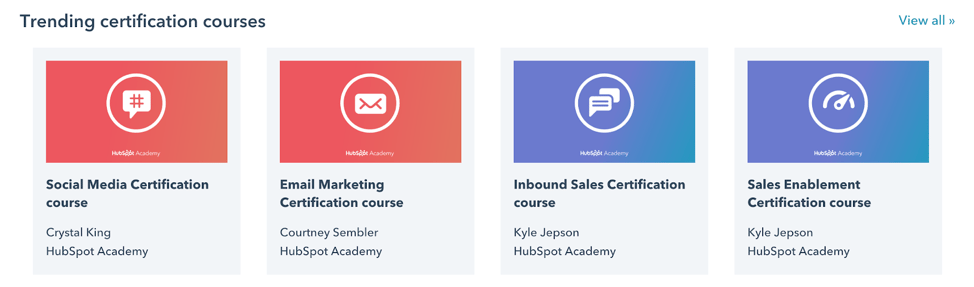 Trending certification courses
View all »
#
HubSpot Academy
HubSpot Academy
HubSpot Academy
HubSpot Academy
Social Media Certification
course
Crystal King
HubSpot Academy
Email Marketing
Certification course
Courtney Sembler
HubSpot Academy
Inbound Sales Certification
course
Kyle Jepson
HubSpot Academy
Sales Enablement
Certification course
Kyle Jepson
HubSpot Academy